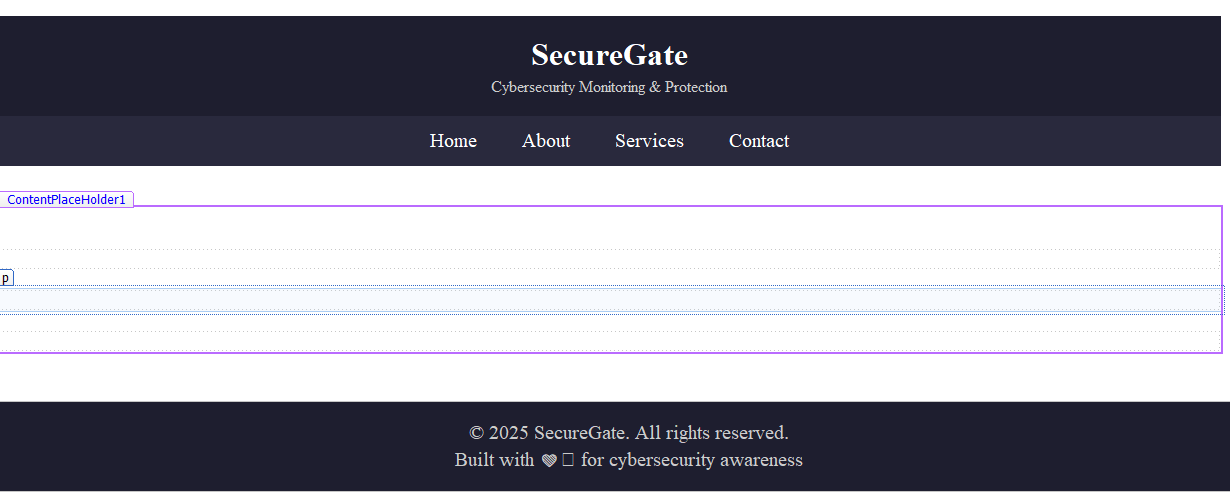 SecureGate
Cybersecurity Monitoring & Protection
Home About Services Contact
ContentPlaceHolder1
p
© 2025 SecureGate. All rights reserved.
Built with 💖 for cybersecurity awareness